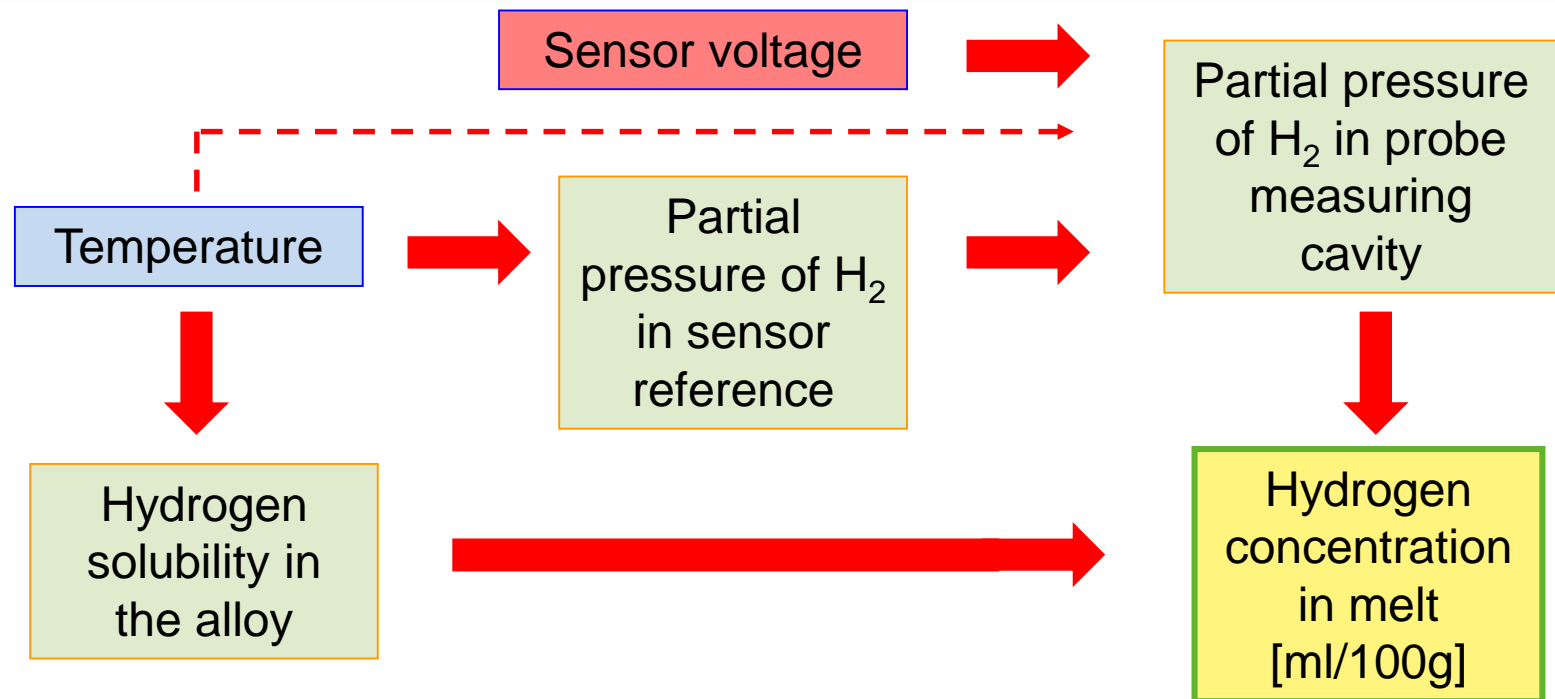 Sensor voltage
Partial pressure
of H₂ in probe
measuring
cavity
Temperature
Partial
pressure of H₂
in sensor
reference
Hydrogen
solubility in
the alloy
Hydrogen
concentration
in melt
[ml/100g]